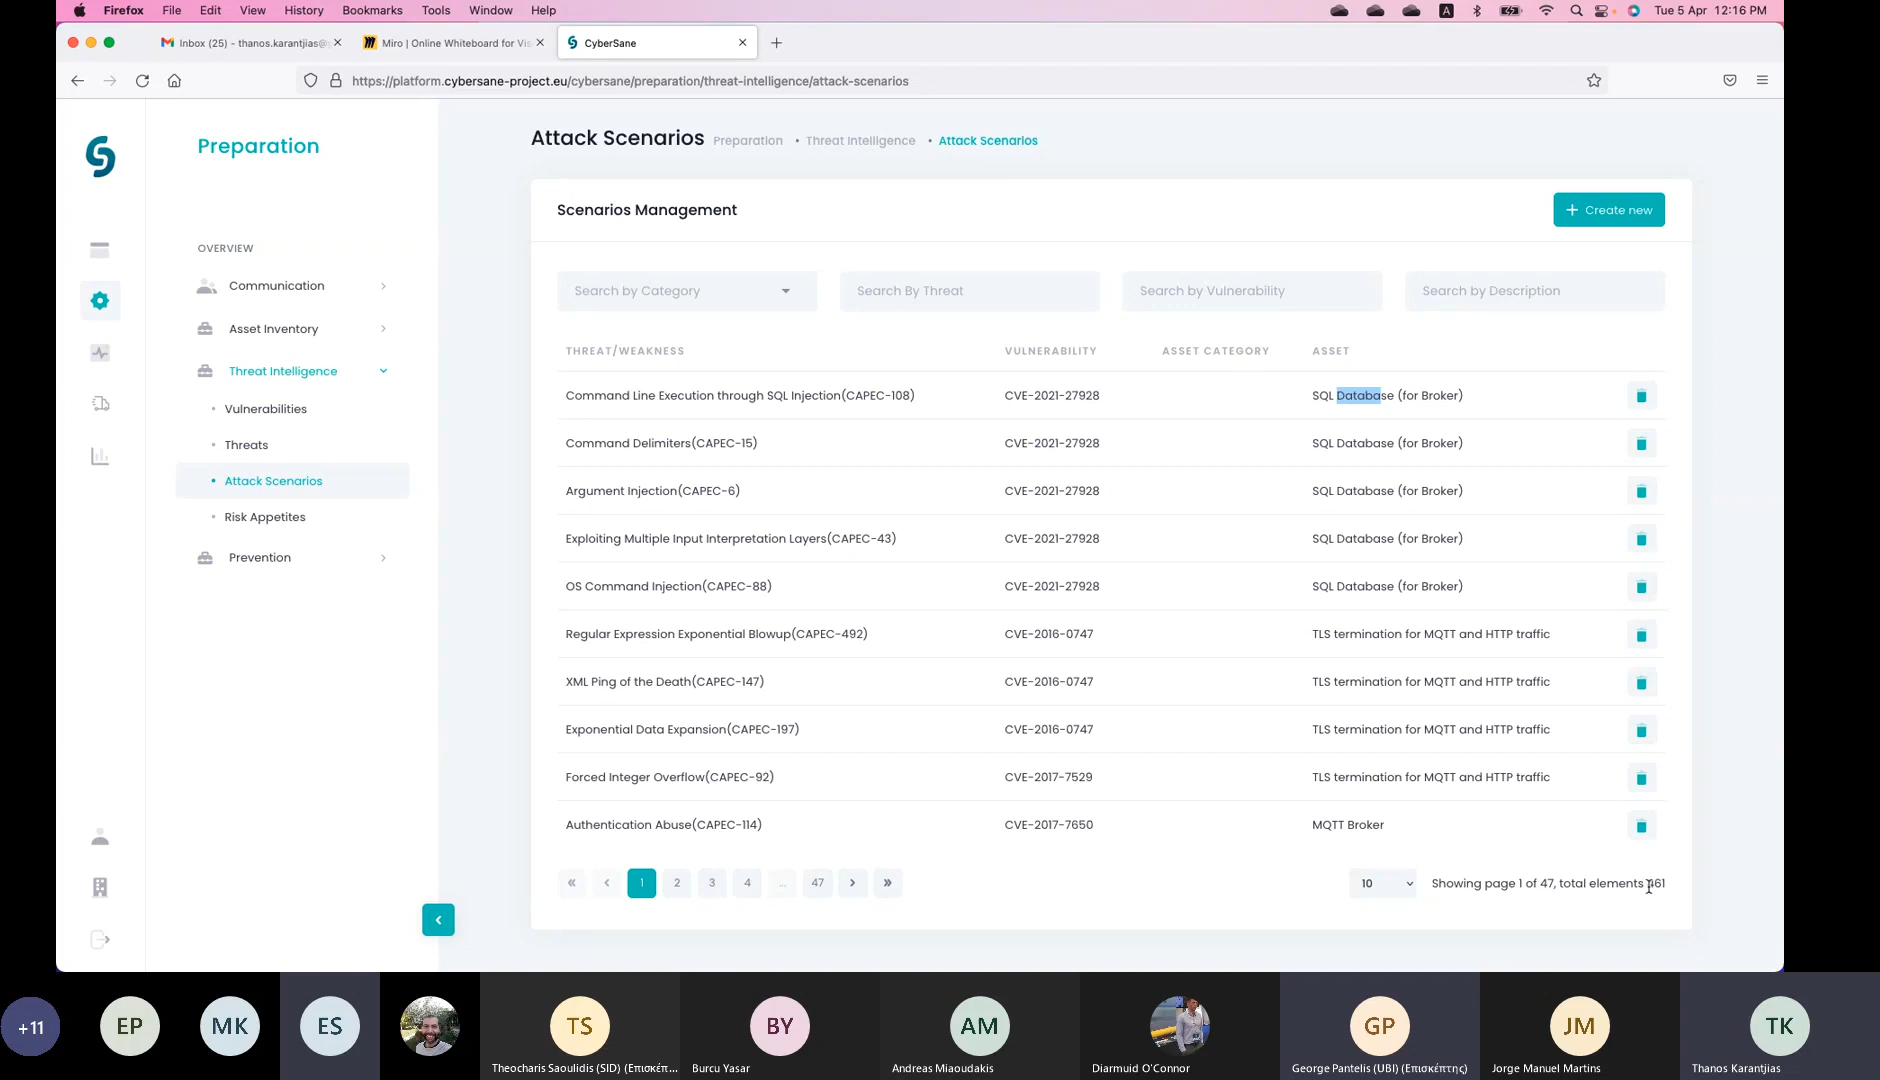 Firefox File Edit View History Bookmarks Tools Window Help A Tue 5 Apr 12:16 PM
Inbox (25) - thanos.karantjias@
Miro | Online Whiteboard for Vis
CyberSane
https://platform.cybersane-project.eu/cybersane/preparation/threat-intelligence/attack-scenarios
Preparation
OVERVIEW
Communication
Asset Inventory
Threat Intelligence
Vulnerabilities
Threats
Attack Scenarios
Risk Appetites
Prevention
Attack Scenarios Preparation • Threat Intelligence • Attack Scenarios
Scenarios Management
+ Create new
Search by Category Search By Threat Search by Vulnerability Search by Description
THREAT/WEAKNESS VULNERABILITY ASSET CATEGORY ASSET
Command Line Execution through SQL Injection(CAPEC-108) CVE-2021-27928 SQL Database (for Broker)
Command Delimiters(CAPEC-15) CVE-2021-27928 SQL Database (for Broker)
Argument Injection(CAPEC-6) CVE-2021-27928 SQL Database (for Broker)
Exploiting Multiple Input Interpretation Layers(CAPEC-43) CVE-2021-27928 SQL Database (for Broker)
OS Command Injection(CAPEC-88) CVE-2021-27928 SQL Database (for Broker)
Regular Expression Exponential Blowup(CAPEC-492) CVE-2016-0747 TLS termination for MQTT and HTTP traffic
XML Ping of the Death(CAPEC-147) CVE-2016-0747 TLS termination for MQTT and HTTP traffic
Exponential Data Expansion(CAPEC-197) CVE-2016-0747 TLS termination for MQTT and HTTP traffic
Forced Integer Overflow(CAPEC-92) CVE-2017-7529 TLS termination for MQTT and HTTP traffic
Authentication Abuse(CAPEC-114) CVE-2017-7650 MQTT Broker
« ‹ 1 2 3 4 ... 47 › » 10 Showing page 1 of 47, total elements
+11 EP MK ES TS BY AM GP JM TK
Theocharis Saoulidis (SID) (Επισκέπ... Burcu Yasar Andreas Miaoudakis Diarmuid O'Connor George Pantelis (UBI) (Επισκέπτης) Jorge Manuel Martins Thanos Karantjias